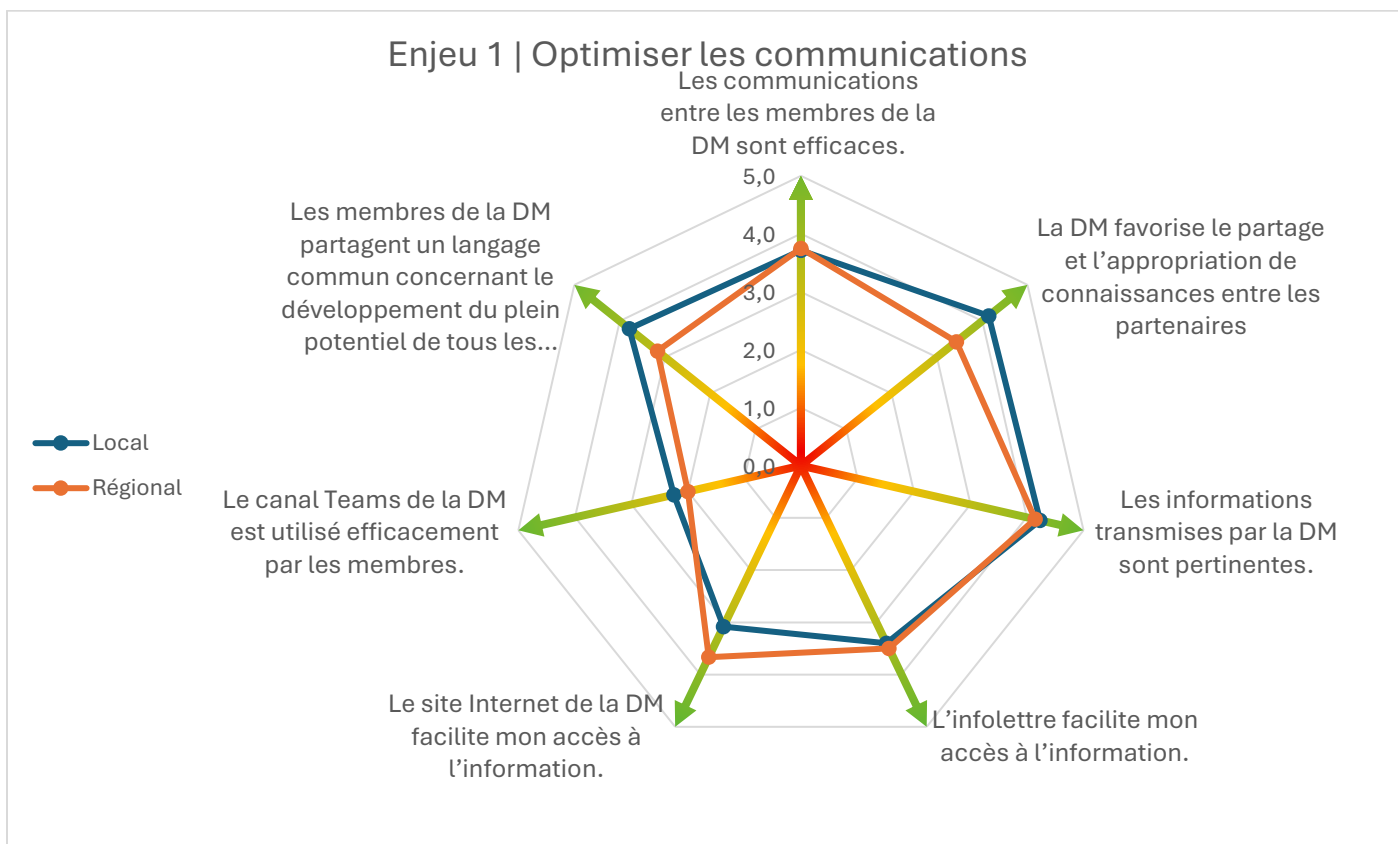 Enjeu 1 | Optimiser les communications
Les communications
entre les membres de la
DM sont efficaces.
5,0
4,0
3,0
2,0
1,0
0,0
La DM favorise le partage
et l’appropriation de
connaissances entre les
partenaires
Les informations
transmises par la DM
sont pertinentes.
L’infolettre facilite mon
accès à l’information.
Le site Internet de la DM
facilite mon accès à
l’information.
Le canal Teams de la DM
est utilisé efficacement
par les membres.
Les membres de la DM
partagent un langage
commun concernant le
développement du plein
potentiel de tous les...
Local
Régional